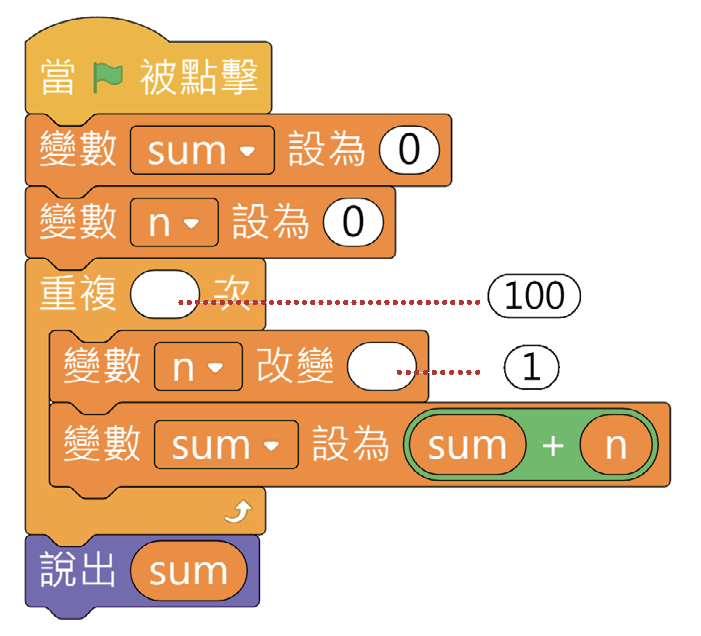 當 被點擊
變數 sum 設為 0
變數 n 設為 0
重複 次 100
變數 n 改變 1
變數 sum 設為 sum + n
說出 sum